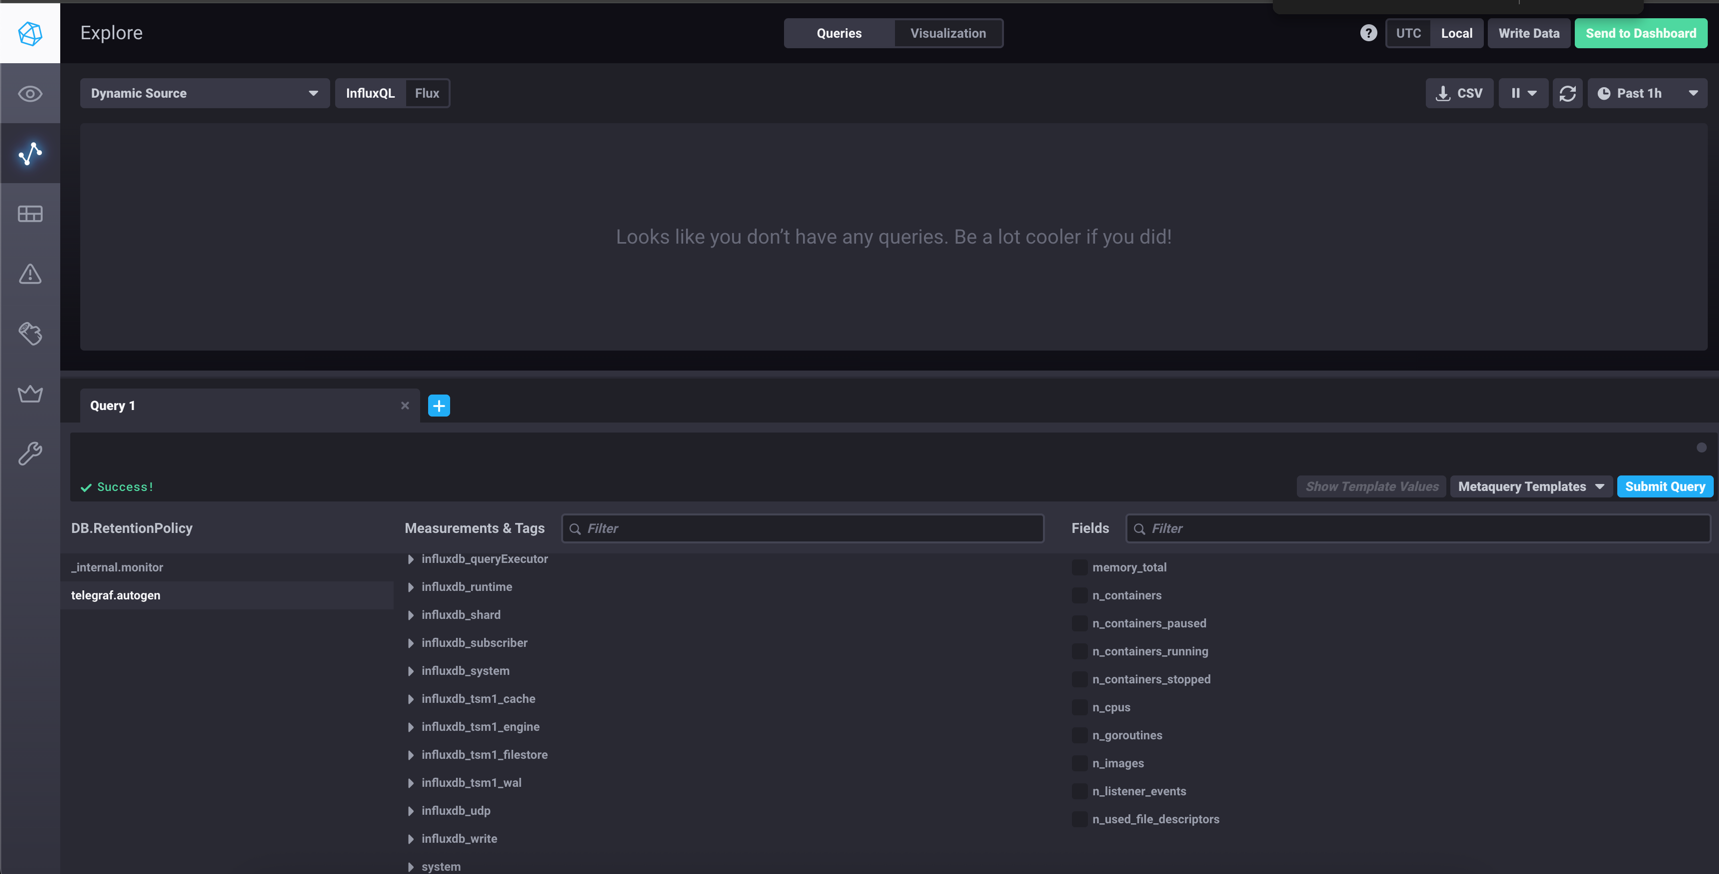 Explore
Queries
Visualization
?
UTC
Local
Write Data
Send to Dashboard
Dynamic Source
InfluxQL
Flux
CSV
Past 1h
Looks like you don’t have any queries. Be a lot cooler if you did!
Query 1
Success!
Show Template Values
Metaquery Templates
Submit Query
DB.RetentionPolicy
Measurements & Tags
Filter
Fields
Filter
_internal.monitor
telegraf.autogen
influxdb_queryExecutor
influxdb_runtime
influxdb_shard
influxdb_subscriber
influxdb_system
influxdb_tsm1_cache
influxdb_tsm1_engine
influxdb_tsm1_filestore
influxdb_tsm1_wal
influxdb_udp
influxdb_write
system
memory_total
n_containers
n_containers_paused
n_containers_running
n_containers_stopped
n_cpus
n_goroutines
n_images
n_listener_events
n_used_file_descriptors